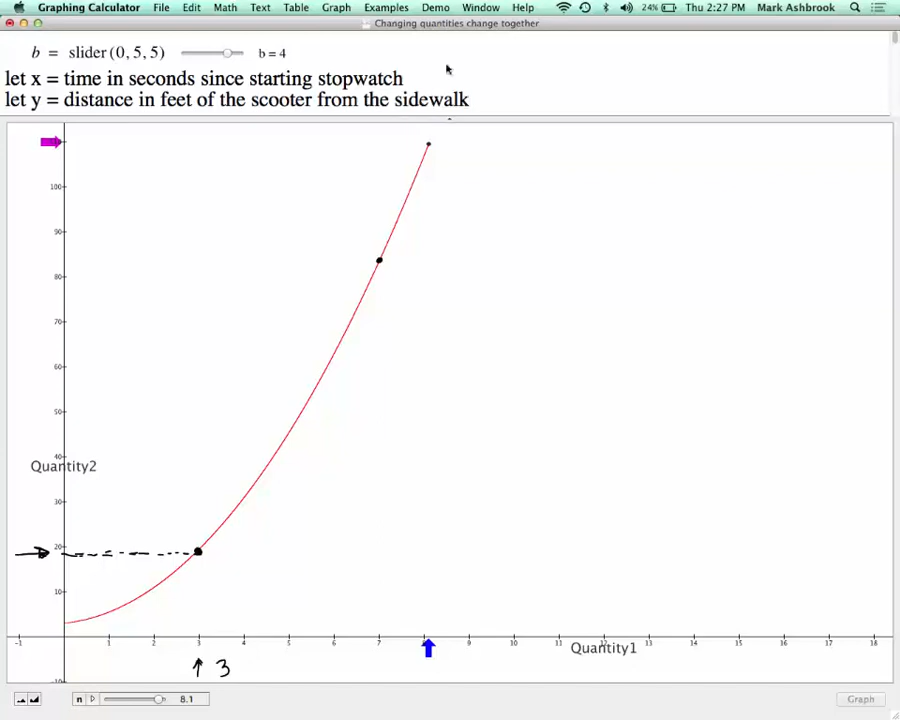 Graphing Calculator File Edit Math Text Table Graph Examples Demo Window Help 24% Thu 2:27 PM Mark Ashbrook
Changing quantities change together
b = slider (0, 5, 5) b = 4
let x = time in seconds since starting stopwatch
let y = distance in feet of the scooter from the sidewalk
100
90
80
70
60
50
40
Quantity2
30
20
10
-1 1 2 3 4 5 6 7 9 10 11 12 13 14 15 16 17 18
Quantity1
3
-10
n 8.1 Graph